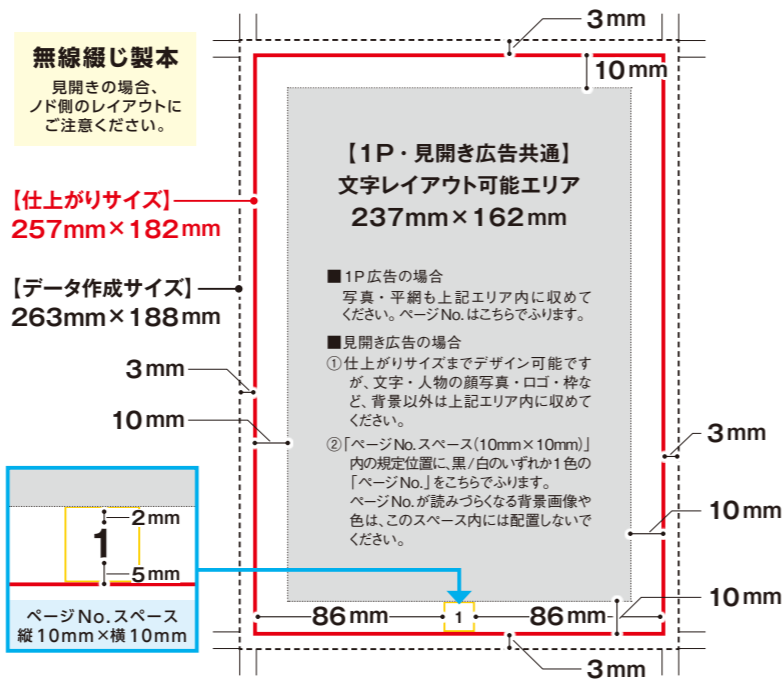 無線綴じ製本
見開きの場合、
ノド側のレイアウトに
ご注意ください。
3mm
10mm
【1P・見開き広告共通】
文字レイアウト可能エリア
237mm×162mm
【仕上がりサイズ】
257mm×182mm
【データ作成サイズ】
263mm×188mm
■1P広告の場合
写真・平網も上記エリア内に収めて
ください。ページNo.はこちらでふります。
■見開き広告の場合
①仕上がりサイズまでデザイン可能です
が、文字・人物の顔写真・ロゴ・枠な
ど、背景以外は上記エリア内に収めて
ください。
②「ページNo.スペース(10mm×10mm)」
内の規定位置に、黒/白のいずれか1色の
「ページNo.」をこちらでふります。
ページNo.が読みづらくなる背景画像や
色は、このスペース内には配置しないで
ください。
3mm
10mm
3mm
10mm
10mm
2mm
1
5mm
ページNo.スペース
縦10mm×横10mm
86mm
1
86mm
3mm